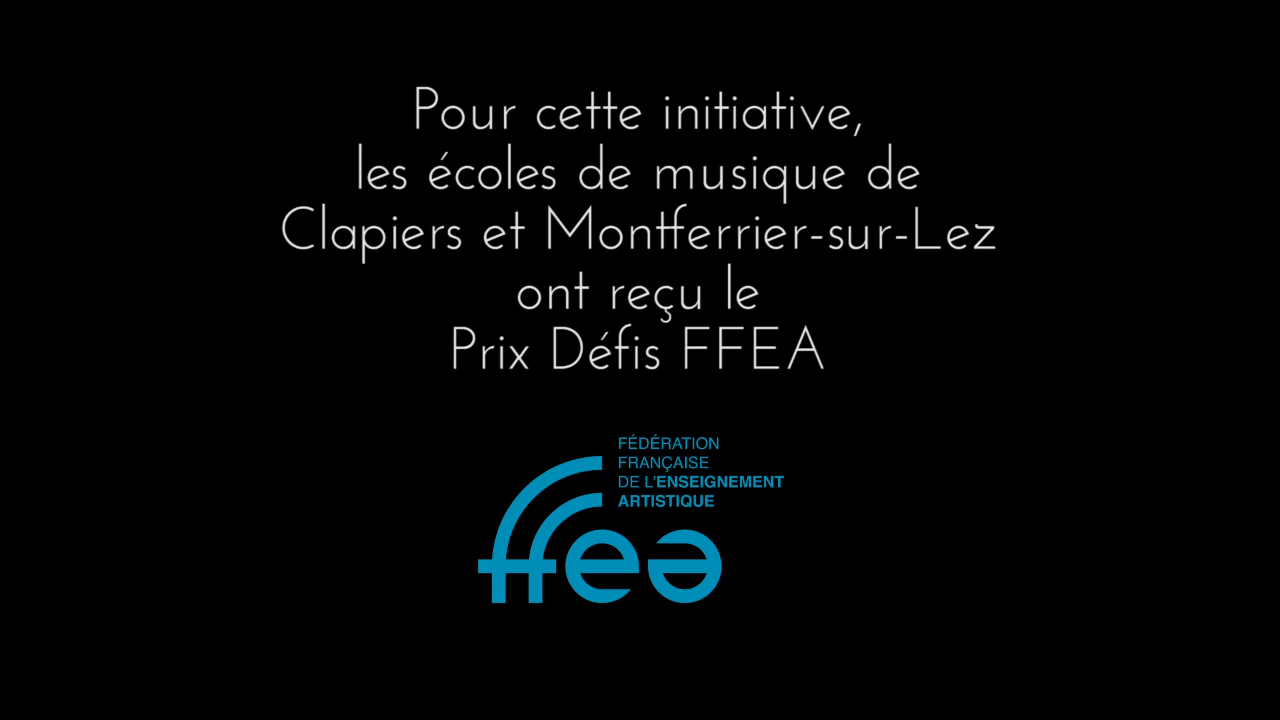 Pour cette initiative,
les écoles de musique de
Clapiers et Montferrier-sur-Lez
ont reçu le
Prix Défis FFEA
FÉDÉRATION
FRANÇAISE
DE L'ENSEIGNEMENT
ARTISTIQUE
ffea